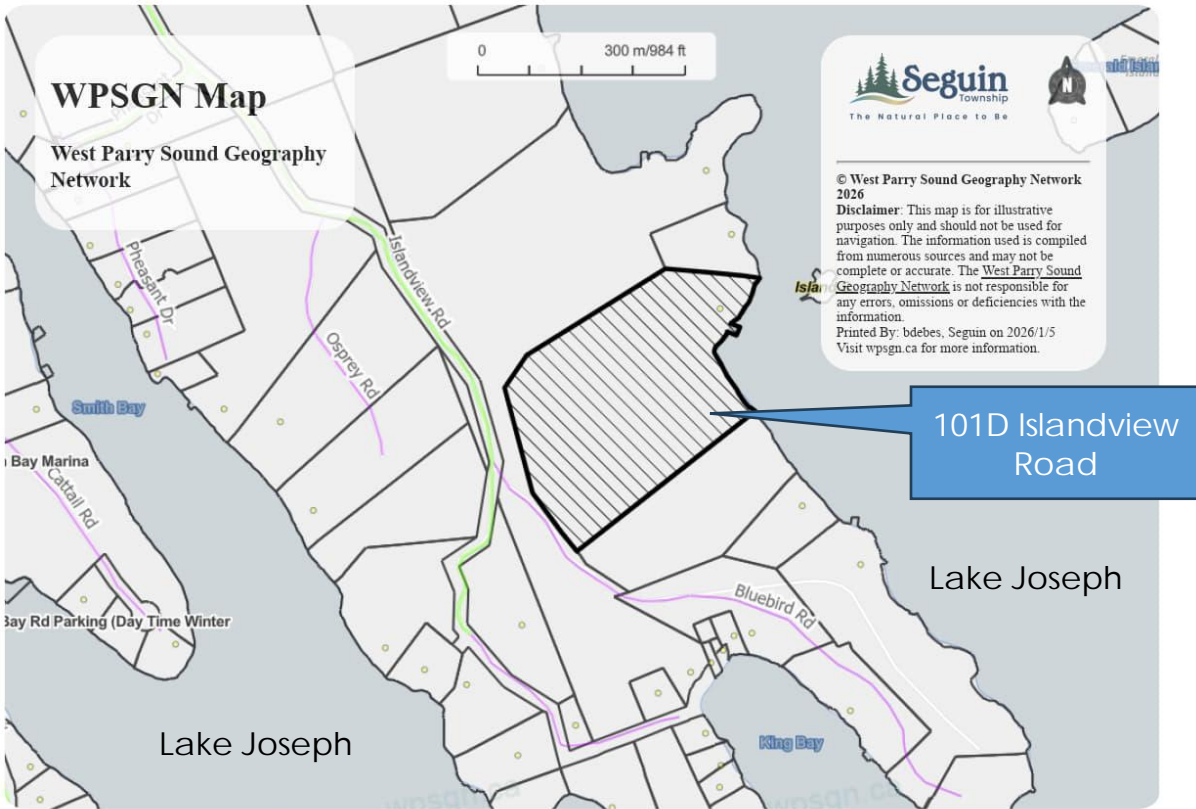 WPSGN Map
West Parry Sound Geography
Network
0 300 m/984 ft
Seguin
Township
The Natural Place to Be
N
© West Parry Sound Geography Network
2026
Disclaimer: This map is for illustrative
purposes only and should not be used for
navigation. The information used is compiled
from numerous sources and may not be
complete or accurate. The West Parry Sound
Geography Network is not responsible for
any errors, omissions or deficiencies with the
information.
Printed By: bdebes, Seguin on 2026/1/5
Visit wpsgn.ca for more information.
Pheasant Dr
Islandview Rd
Osprey Rd
Smith Bay
Bay Marina
Cattail Rd
Bay Rd Parking (Day Time Winter
101D Islandview
Road
Lake Joseph
Bluebird Rd
Lake Joseph
King Bay
wpsgn.ca
wpsgn.ca